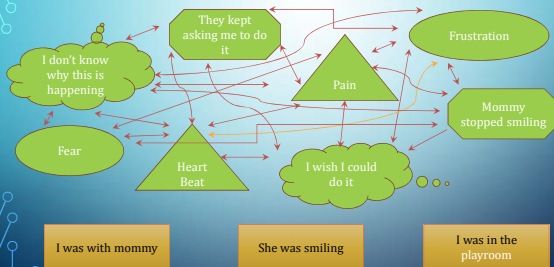 They kept
asking me to do
it
Frustration
I don't know
why this is
happening
Pain
Mommy
stopped smiling
Fear
Heart
Beat
I wish I could
do it
I was with mommy
She was smiling
I was in the
playroom